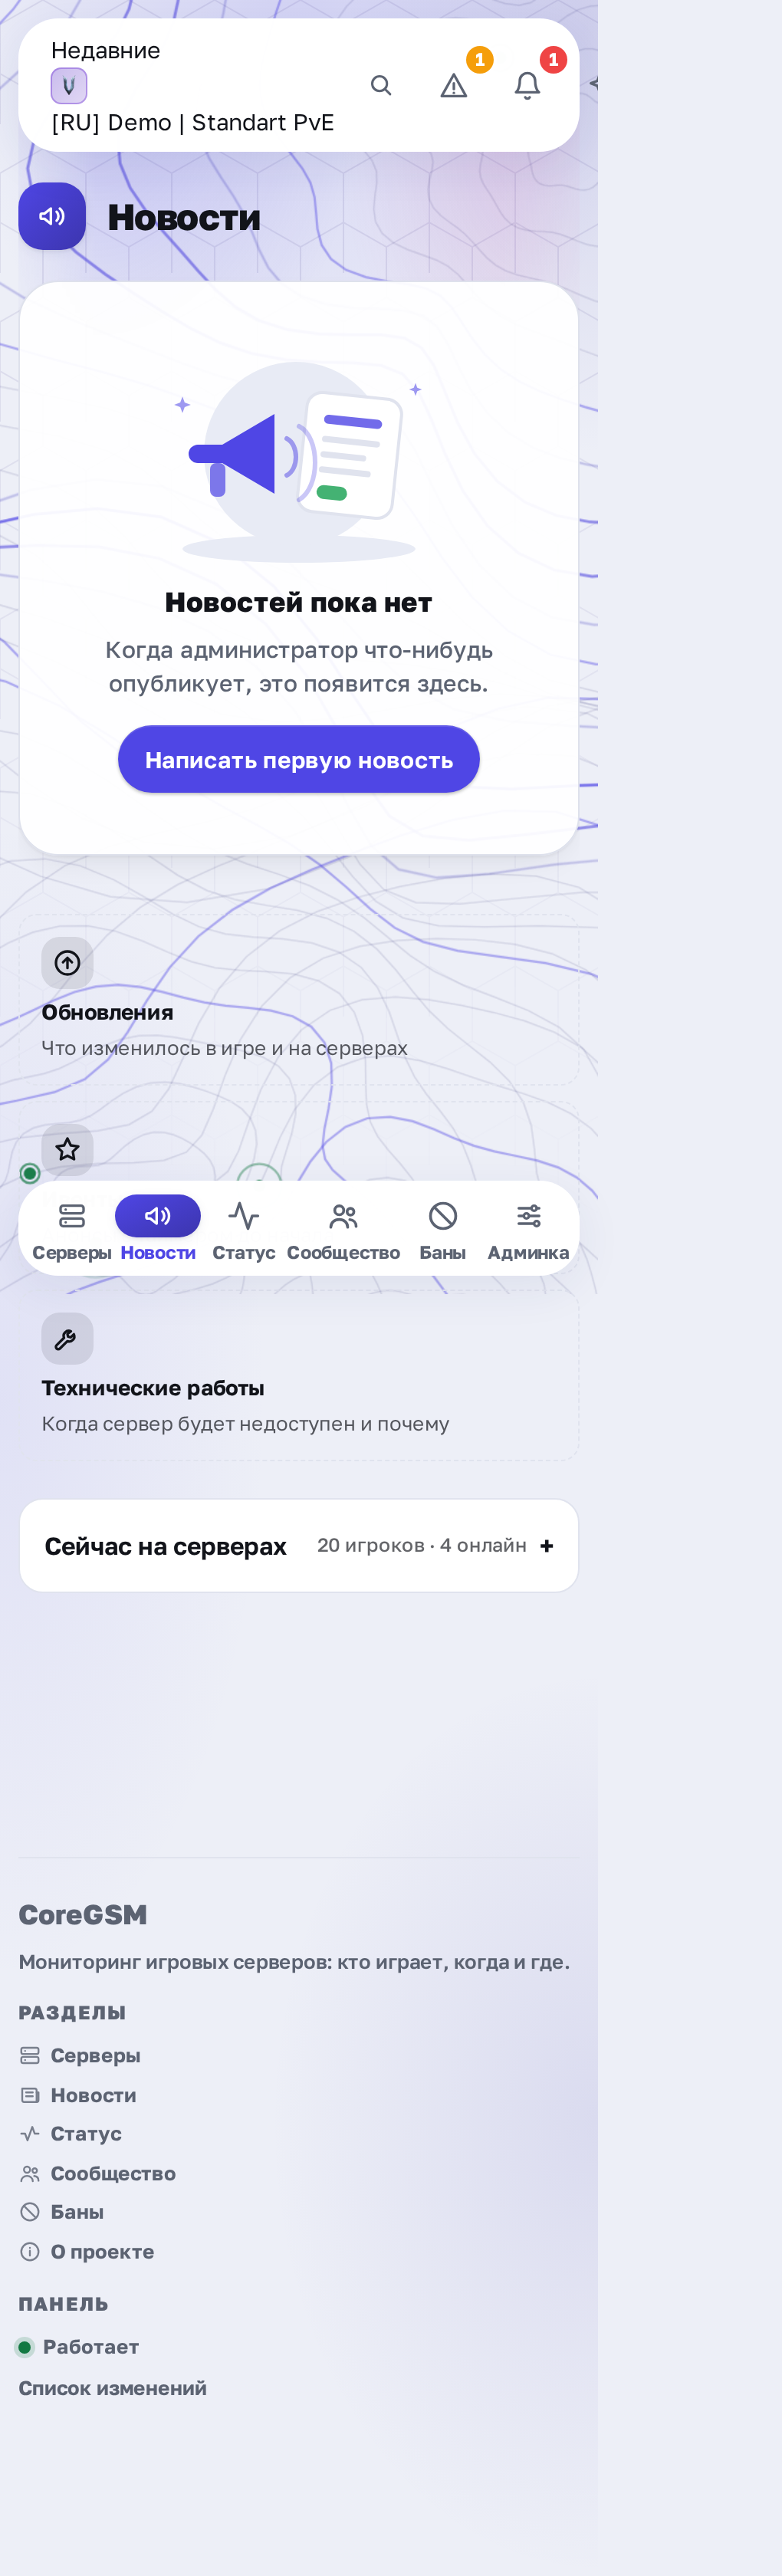 Недавние
[RU] Demo | Standart PvE
1
1
Новости
Новостей пока нет
Когда администратор что-нибудь
опубликует, это появится здесь.
Написать первую новость
Обновления
Что изменилось в игре и на серверах
Серверы
Новости
Статус
Сообщество
Баны
Админка
Технические работы
Когда сервер будет недоступен и почему
Сейчас на серверах
20 игроков · 4 онлайн +
CoreGSM
Мониторинг игровых серверов: кто играет, когда и где.
РАЗДЕЛЫ
Серверы
Новости
Статус
Сообщество
Баны
О проекте
ПАНЕЛЬ
Работает
Список изменений